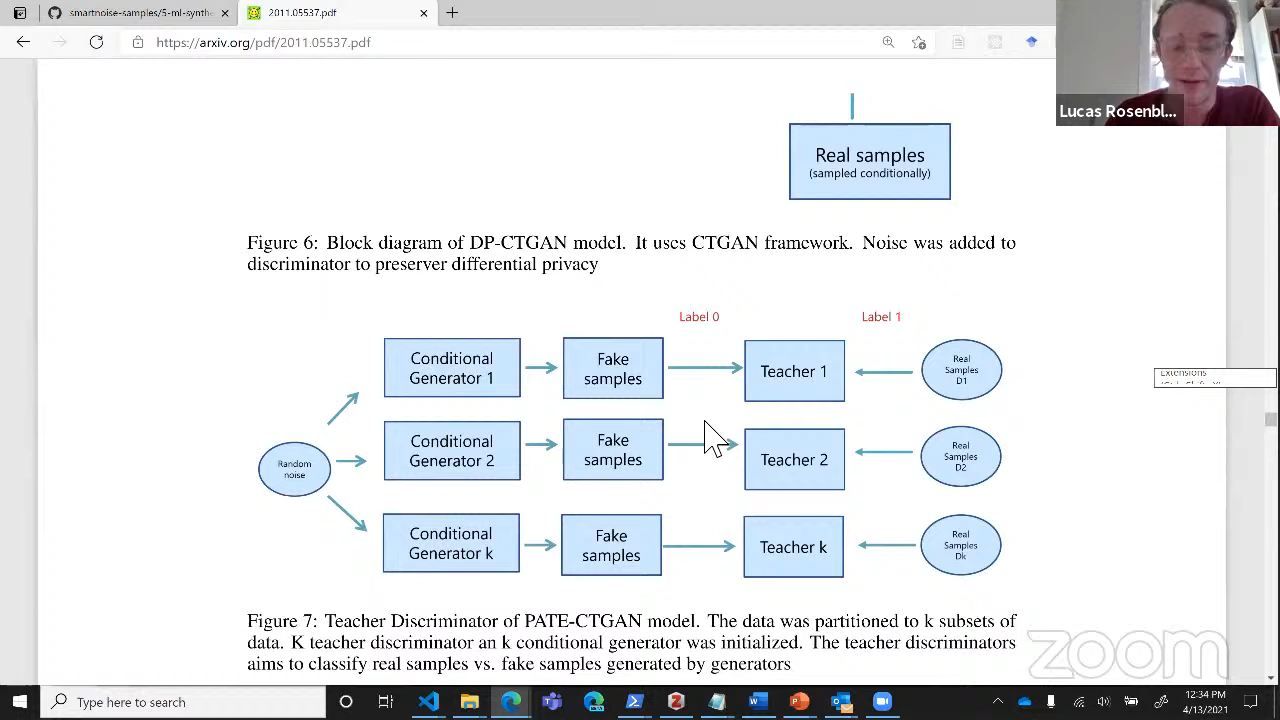 smartnoise-samples/5-ml-synthe
2011.05537.pdf
https://arxiv.org/pdf/2011.05537.pdf
Lucas Rosenbl...
Real samples
(sampled conditionally)
Figure 6: Block diagram of DP-CTGAN model. It uses CTGAN framework. Noise was added to
discriminator to preserver differential privacy
Label 0
Label 1
Conditional
Generator 1
Fake
samples
Teacher 1
Real
Samples
D1
Conditional
Generator 2
Fake
samples
Teacher 2
Real
Samples
D2
Random
noise
Conditional
Generator k
Fake
samples
Teacher k
Real
Samples
Dk
Extensions
Figure 7: Teacher Discriminator of PATE-CTGAN model. The data was partitioned to k subsets of
data. K teacher discriminator an k conditional generator was initialized. The teacher discriminators
aims to classify real samples vs. fake samples generated by generators
zoom
Type here to search
12:34 PM
4/13/2021